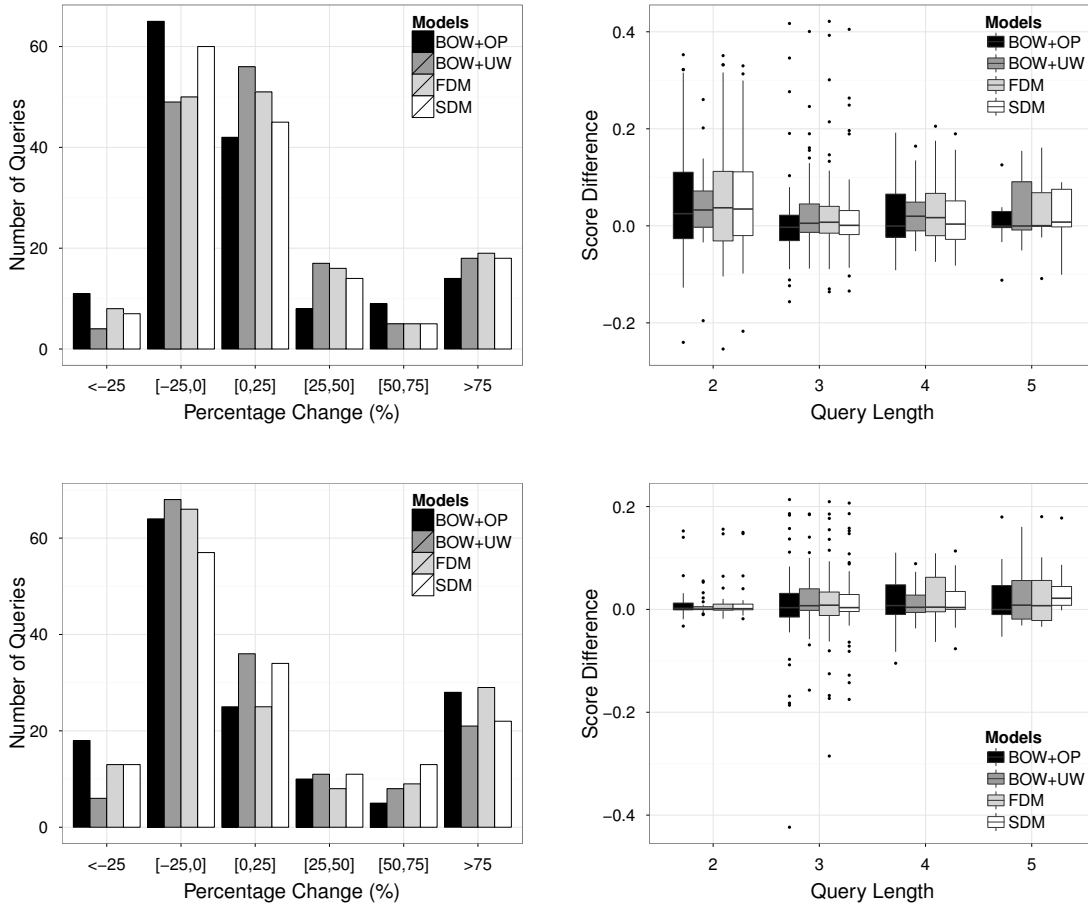 Models
BOW+OP
BOW+UW
FDM
SDM
Number of Queries
60
40
20
0
<−25
[−25,0]
[0,25]
[25,50]
[50,75]
>75
Percentage Change (%)
Models
BOW+OP
BOW+UW
FDM
SDM
Score Difference
0.4
0.2
0.0
−0.2
2
3
4
5
Query Length
Models
BOW+OP
BOW+UW
FDM
SDM
Number of Queries
60
40
20
0
<−25
[−25,0]
[0,25]
[25,50]
[50,75]
>75
Percentage Change (%)
Score Difference
0.2
0.0
−0.2
−0.4
Models
BOW+OP
BOW+UW
FDM
SDM
2
3
4
5
Query Length